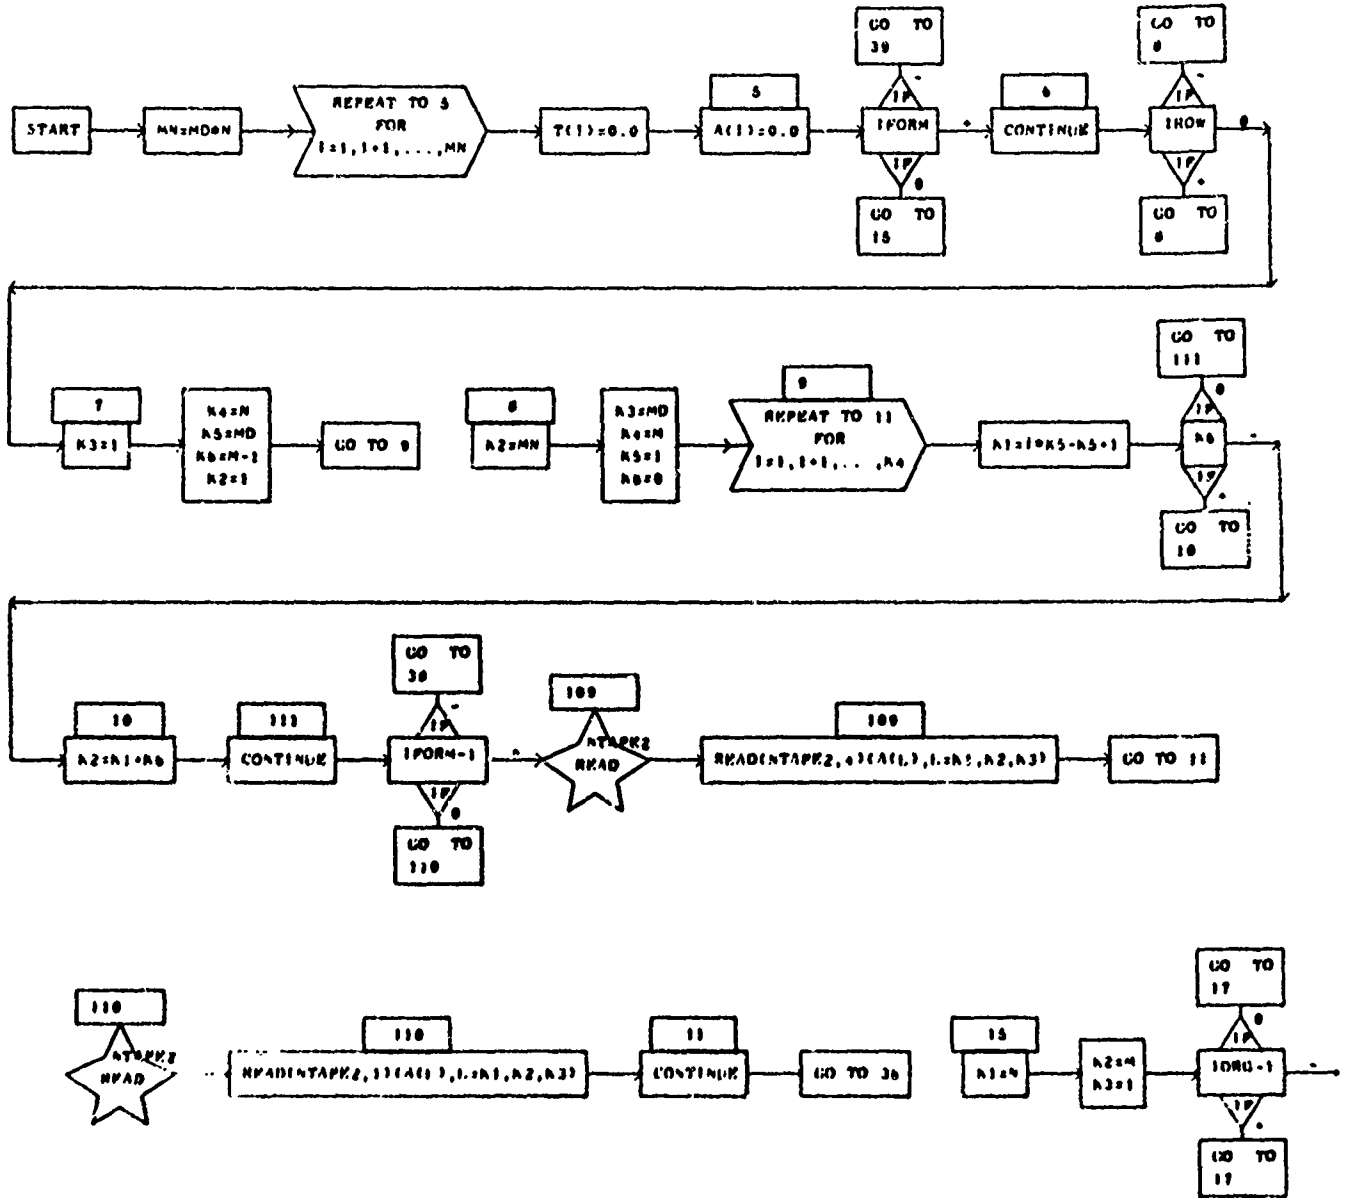 GO TO
GO TO
5
6
IF
IF
START
MN=MD*N
REPEAT TO 5
FOR
I=1,I+1,...,MN
T(I)=0.0
A(I)=0.0
IFORM
+
CONTINUE
IROW
0
IF
IF
0
+
GO TO
15
GO TO
8
GO TO
111
7
8
9
0
IF
K3=1
K4=N
K5=MD
K6=M-1
K2=1
GO TO 9
K2=MN
K3=MD
K4=M
K5=1
K6=0
REPEAT TO 11
FOR
I=1,I+1,...,K4
K1=I*K5-K5+1
K6
-
IF
+
GO TO
10
GO TO
109
10
111
-
IF
109
K2=K1+K6
CONTINUE
IFORM-1
+
NTAPE2
READ
READ(NTAPE2,4)(A(L),L=K1,K2,K3)
GO TO 11
IF
0
GO TO
110
GO TO
17
110
110
11
15
0
IF
NTAPE2
READ
READ(NTAPE2,1)(A(L),L=K1,K2,K3)
CONTINUE
GO TO 36
K1=N
K2=M
K3=1
IORG-1
-
IF
+
GO TO
17